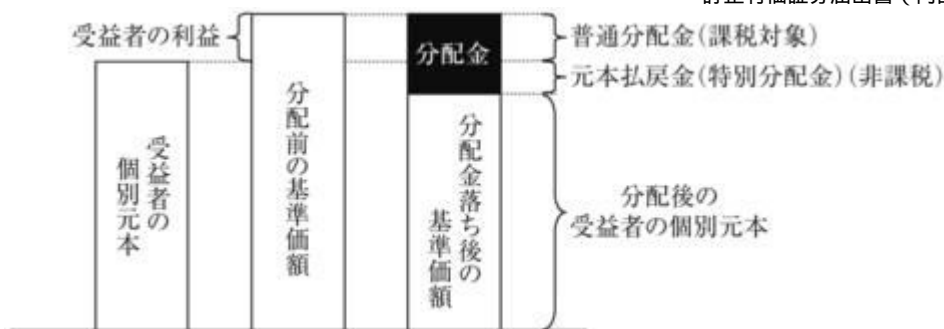 受益者の利益
受益者の
個別元本
分配前の基準価額
分配金
分配金落ち後の
基準価額
普通分配金(課税対象)
元本払戻金(特別分配金)(非課税)
分配後の
受益者の個別元本